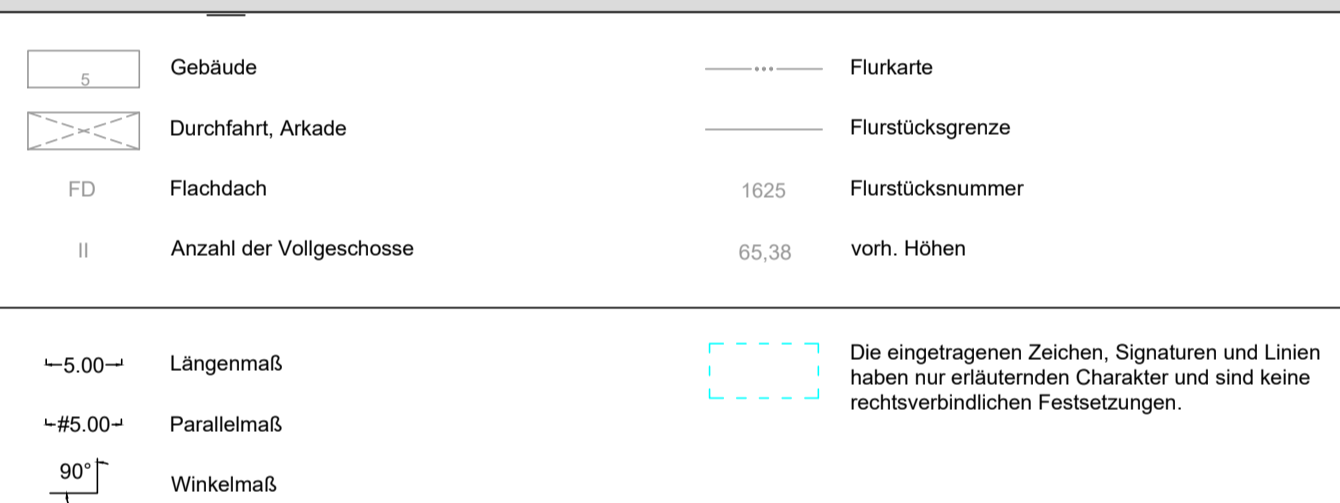 5 Gebäude
Durchfahrt, Arkade
FD Flachdach
II Anzahl der Vollgeschosse
Flurkarte
Flurstücksgrenze
1625 Flurstücksnummer
65,38 vorh. Höhen
5.00 Längenmaß
#5.00 Parallelmaß
90° Winkelmaß
Die eingetragenen Zeichen, Signaturen und Linien
haben nur erläuternden Charakter und sind keine
rechtsverbindlichen Festsetzungen.